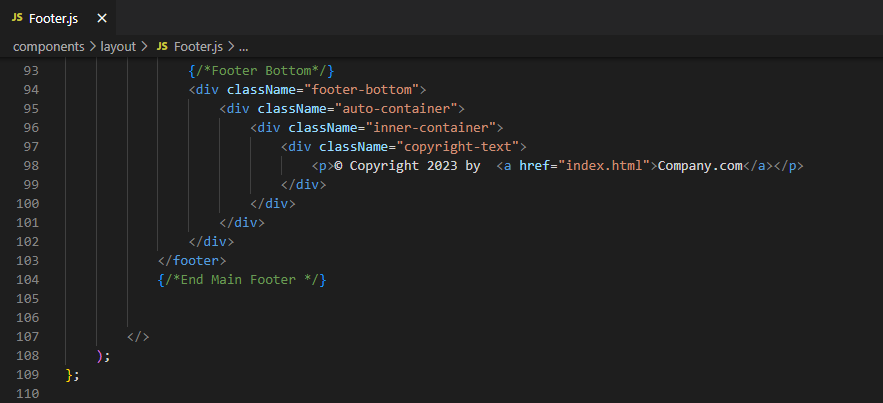 JS Footer.js ×
components > layout > JS Footer.js > ...
93 {/*Footer Bottom*/}
94 <div className="footer-bottom">
95 <div className="auto-container">
96 <div className="inner-container">
97 <div className="copyright-text">
98 <p>© Copyright 2023 by  <a href="index.html">Company.com</a></p>
99 </div>
100 </div>
101 </div>
102 </div>
103 </footer>
104 {/*End Main Footer */}
105
106
107 </>
108 );
109 };
110